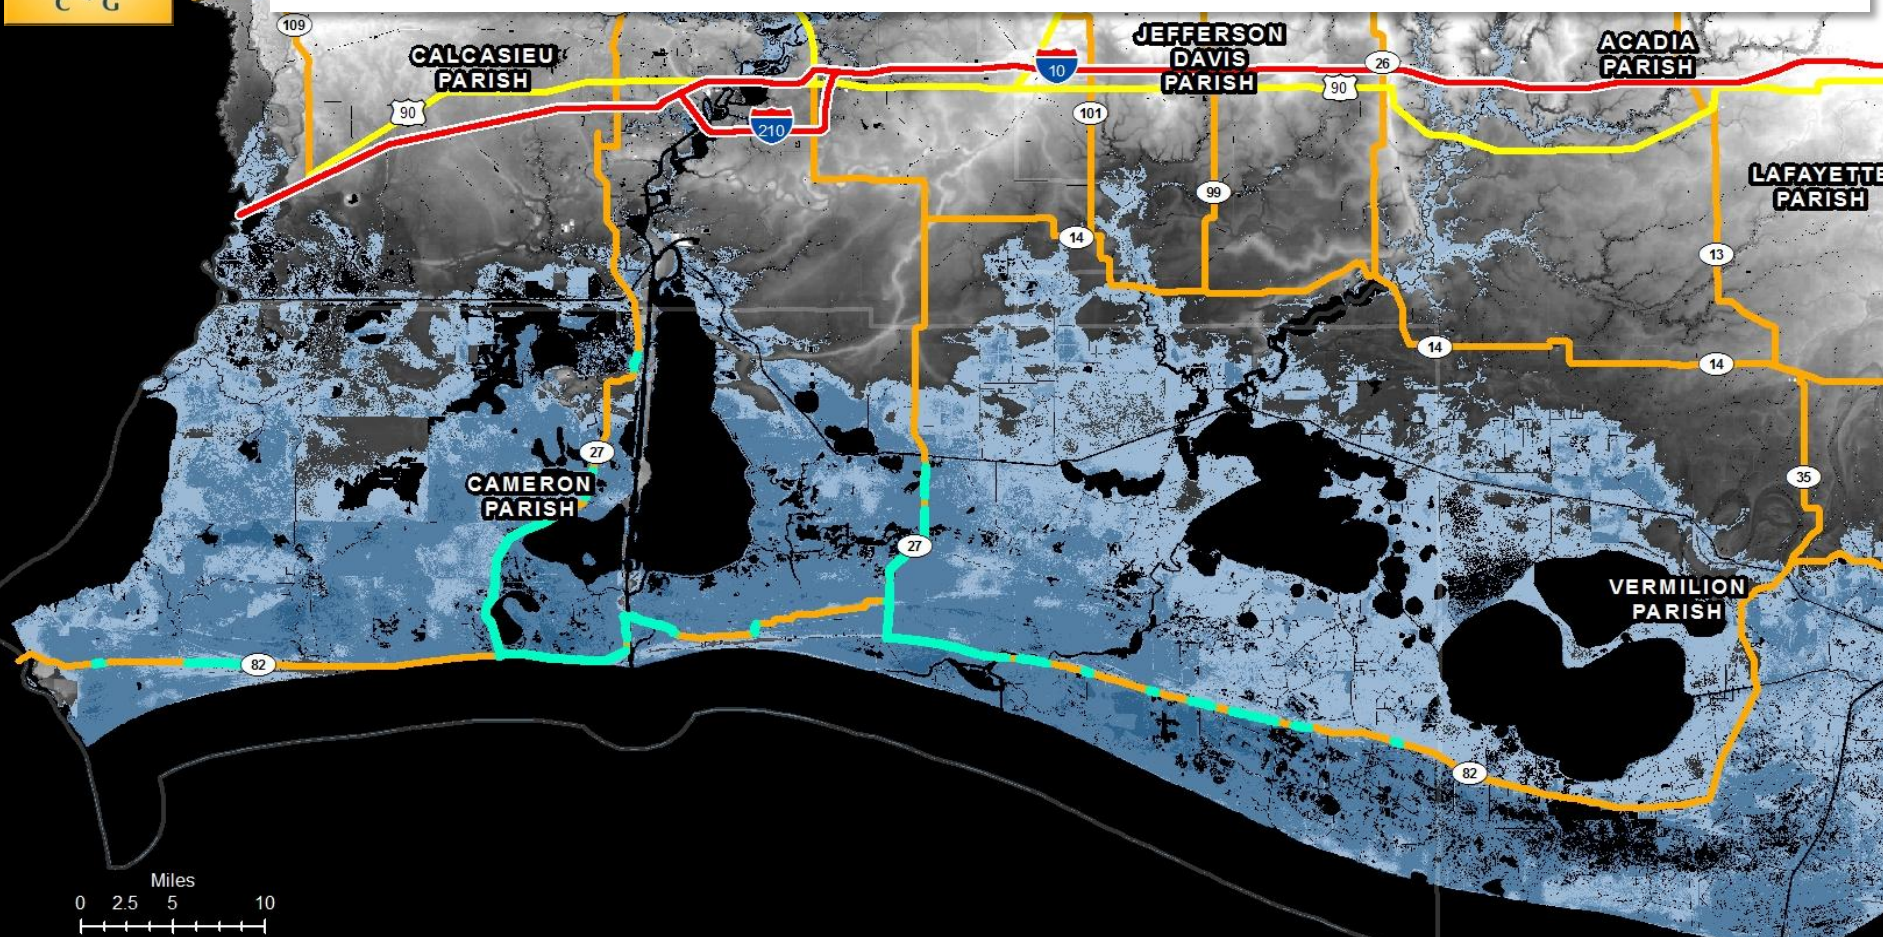 C G
109
CALCASIEU
PARISH
90
210
10
101
JEFFERSON
DAVIS
PARISH
90
26
ACADIA
PARISH
LAFAYETTE
PARISH
99
14
13
14
14
27
CAMERON
PARISH
27
35
VERMILION
PARISH
82
82
Miles
0 2.5 5 10